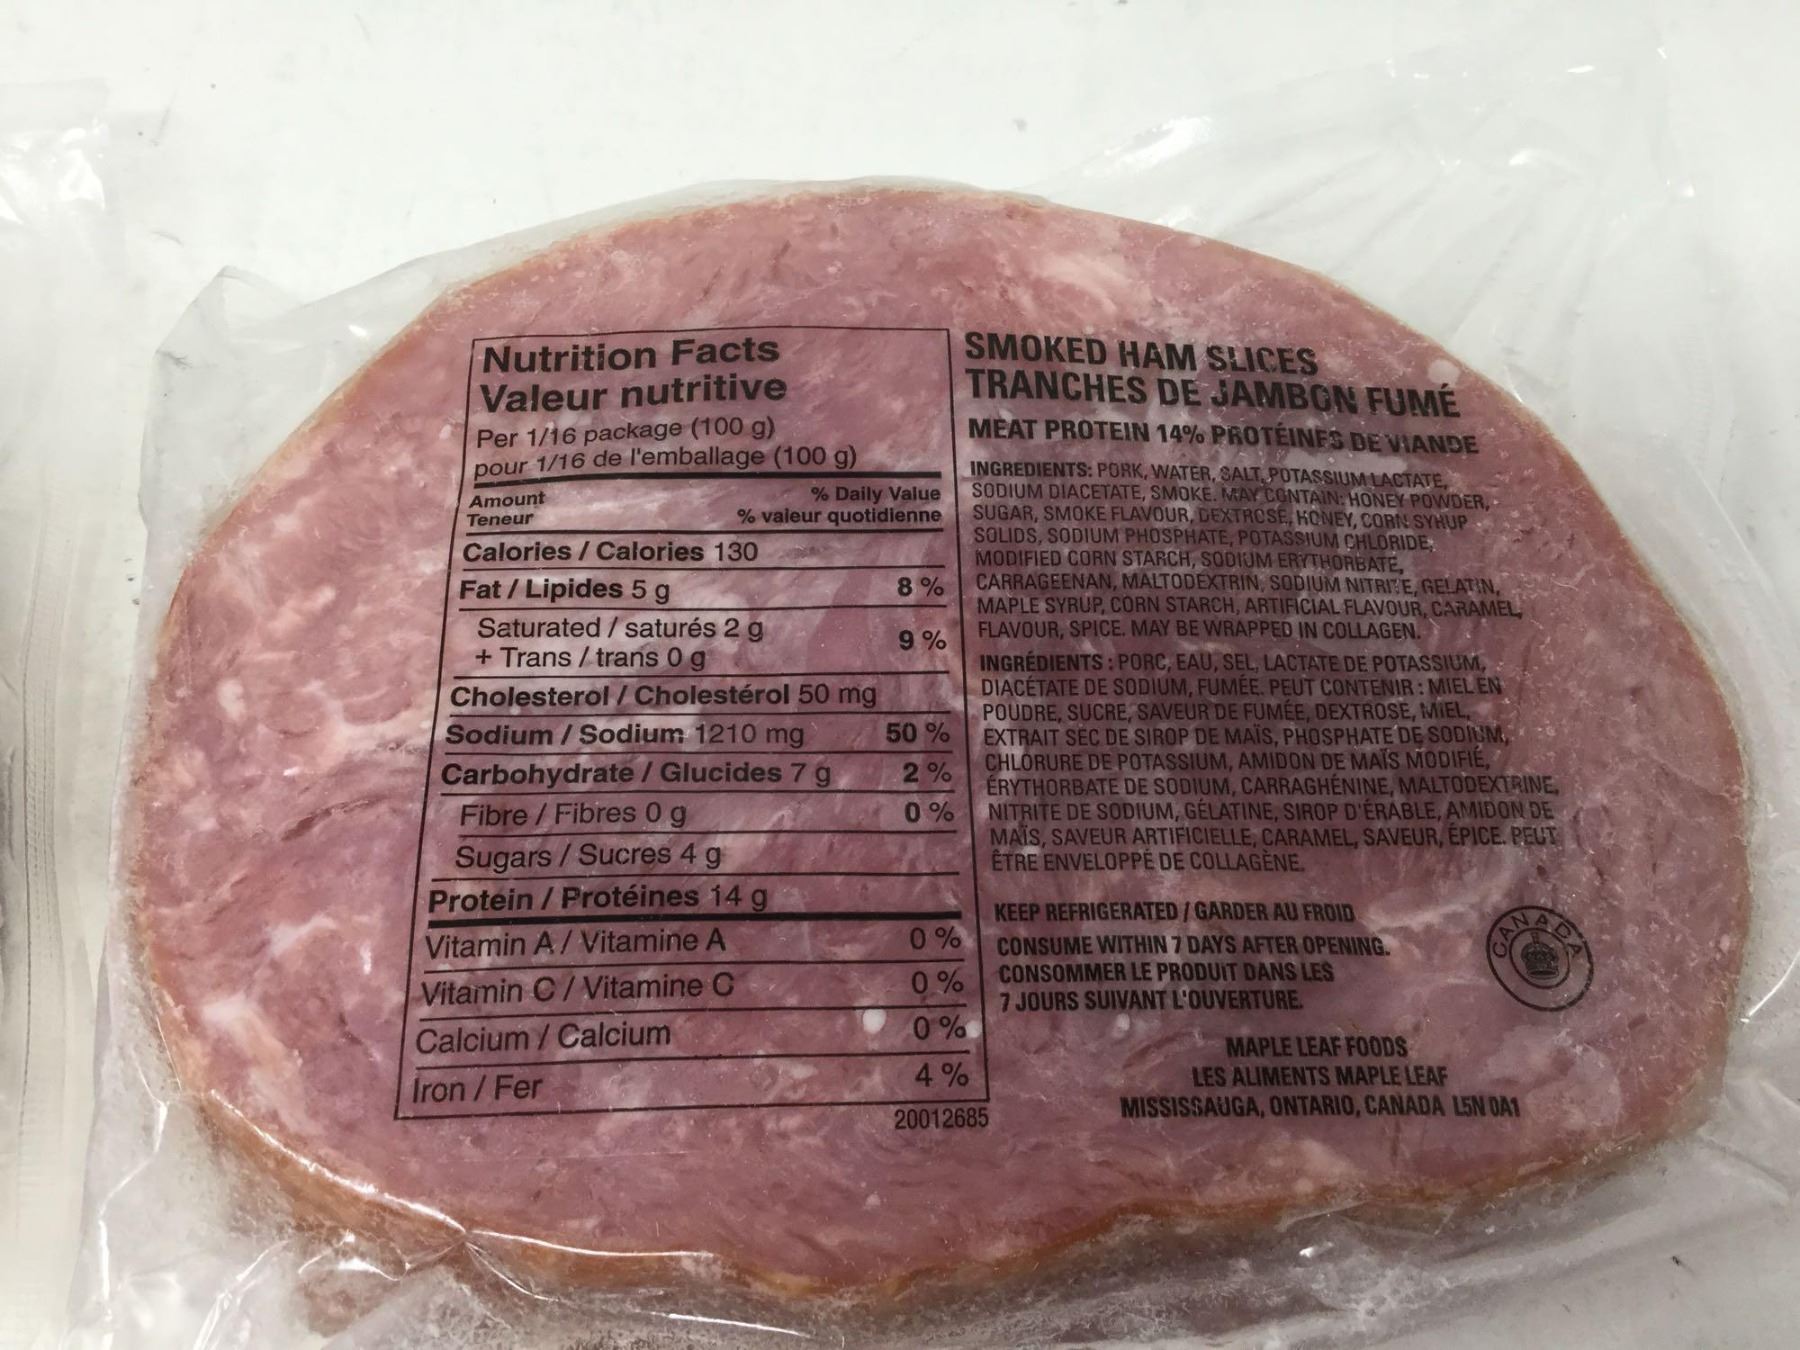 Nutrition Facts
Valeur nutritive
Per 1/16 package (100 g)
pour 1/16 de l'emballage (100 g)
Amount % Daily Value
Teneur % valeur quotidienne
Calories / Calories 130
Fat / Lipides 5 g 8 %
Saturated / saturés 2 g
+ Trans / trans 0 g 9 %
Cholesterol / Cholestérol 50 mg
Sodium / Sodium 1210 mg 50 %
Carbohydrate / Glucides 7 g 2 %
Fibre / Fibres 0 g 0 %
Sugars / Sucres 4 g
Protein / Protéines 14 g
Vitamin A / Vitamine A 0 %
Vitamin C / Vitamine C 0 %
Calcium / Calcium 0 %
Iron / Fer 4 %
20012685
SMOKED HAM SLICES
TRANCHES DE JAMBON FUMÉ
MEAT PROTEIN 14% PROTÉINES DE VIANDE
INGREDIENTS: PORK, WATER, SALT, POTASSIUM LACTATE,
SODIUM DIACETATE, SMOKE. MAY CONTAIN: HONEY POWDER,
SUGAR, SMOKE FLAVOUR, DEXTROSE, HONEY, CORN SYRUP
SOLIDS, SODIUM PHOSPHATE, POTASSIUM CHLORIDE,
MODIFIED CORN STARCH, SODIUM ERYTHORBATE,
CARRAGEENAN, MALTODEXTRIN, SODIUM NITRITE, GELATIN,
MAPLE SYRUP, CORN STARCH, ARTIFICIAL FLAVOUR, CARAMEL,
FLAVOUR, SPICE. MAY BE WRAPPED IN COLLAGEN.
INGRÉDIENTS : PORC, EAU, SEL, LACTATE DE POTASSIUM,
DIACÉTATE DE SODIUM, FUMÉE. PEUT CONTENIR : MIEL EN
POUDRE, SUCRE, SAVEUR DE FUMÉE, DEXTROSE, MIEL,
EXTRAIT SEC DE SIROP DE MAÏS, PHOSPHATE DE SODIUM,
CHLORURE DE POTASSIUM, AMIDON DE MAÏS MODIFIÉ,
ÉRYTHORBATE DE SODIUM, CARRAGHÉNINE, MALTODEXTRINE,
NITRITE DE SODIUM, GÉLATINE, SIROP D'ÉRABLE, AMIDON DE
MAÏS, SAVEUR ARTIFICIELLE, CARAMEL, SAVEUR, ÉPICE. PEUT
ÊTRE ENVELOPPÉ DE COLLAGÈNE.
KEEP REFRIGERATED / GARDER AU FROID
CONSUME WITHIN 7 DAYS AFTER OPENING.
CONSOMMER LE PRODUIT DANS LES
7 JOURS SUIVANT L'OUVERTURE.
CANADA
MAPLE LEAF FOODS
LES ALIMENTS MAPLE LEAF
MISSISSAUGA, ONTARIO, CANADA L5N 0A1